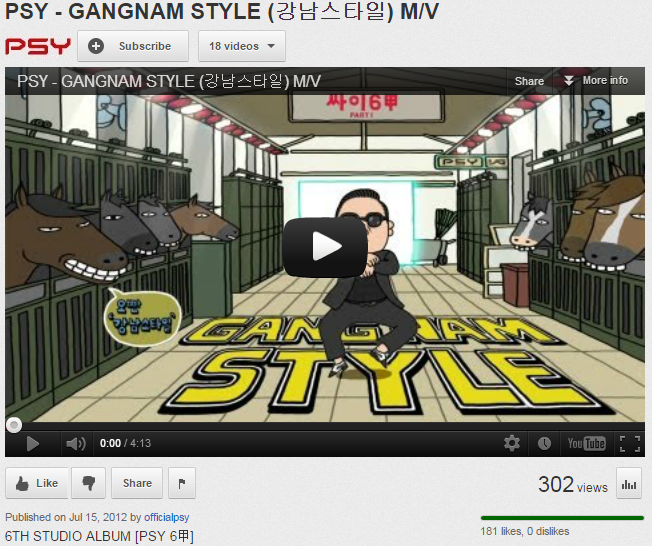 PSY - GANGNAM STYLE (강남스타일) M/V
PSY Subscribe 18 videos
PSY - GANGNAM STYLE (강남스타일) M/V Share More info
싸이6甲
PART 1
PSY
오빤
'강남스타일'
GANGNAM
STYLE
0:00 / 4:13 YouTube
Like Share 302 views
Published on Jul 15, 2012 by officialpsy
181 likes, 0 dislikes
6TH STUDIO ALBUM [PSY 6甲]